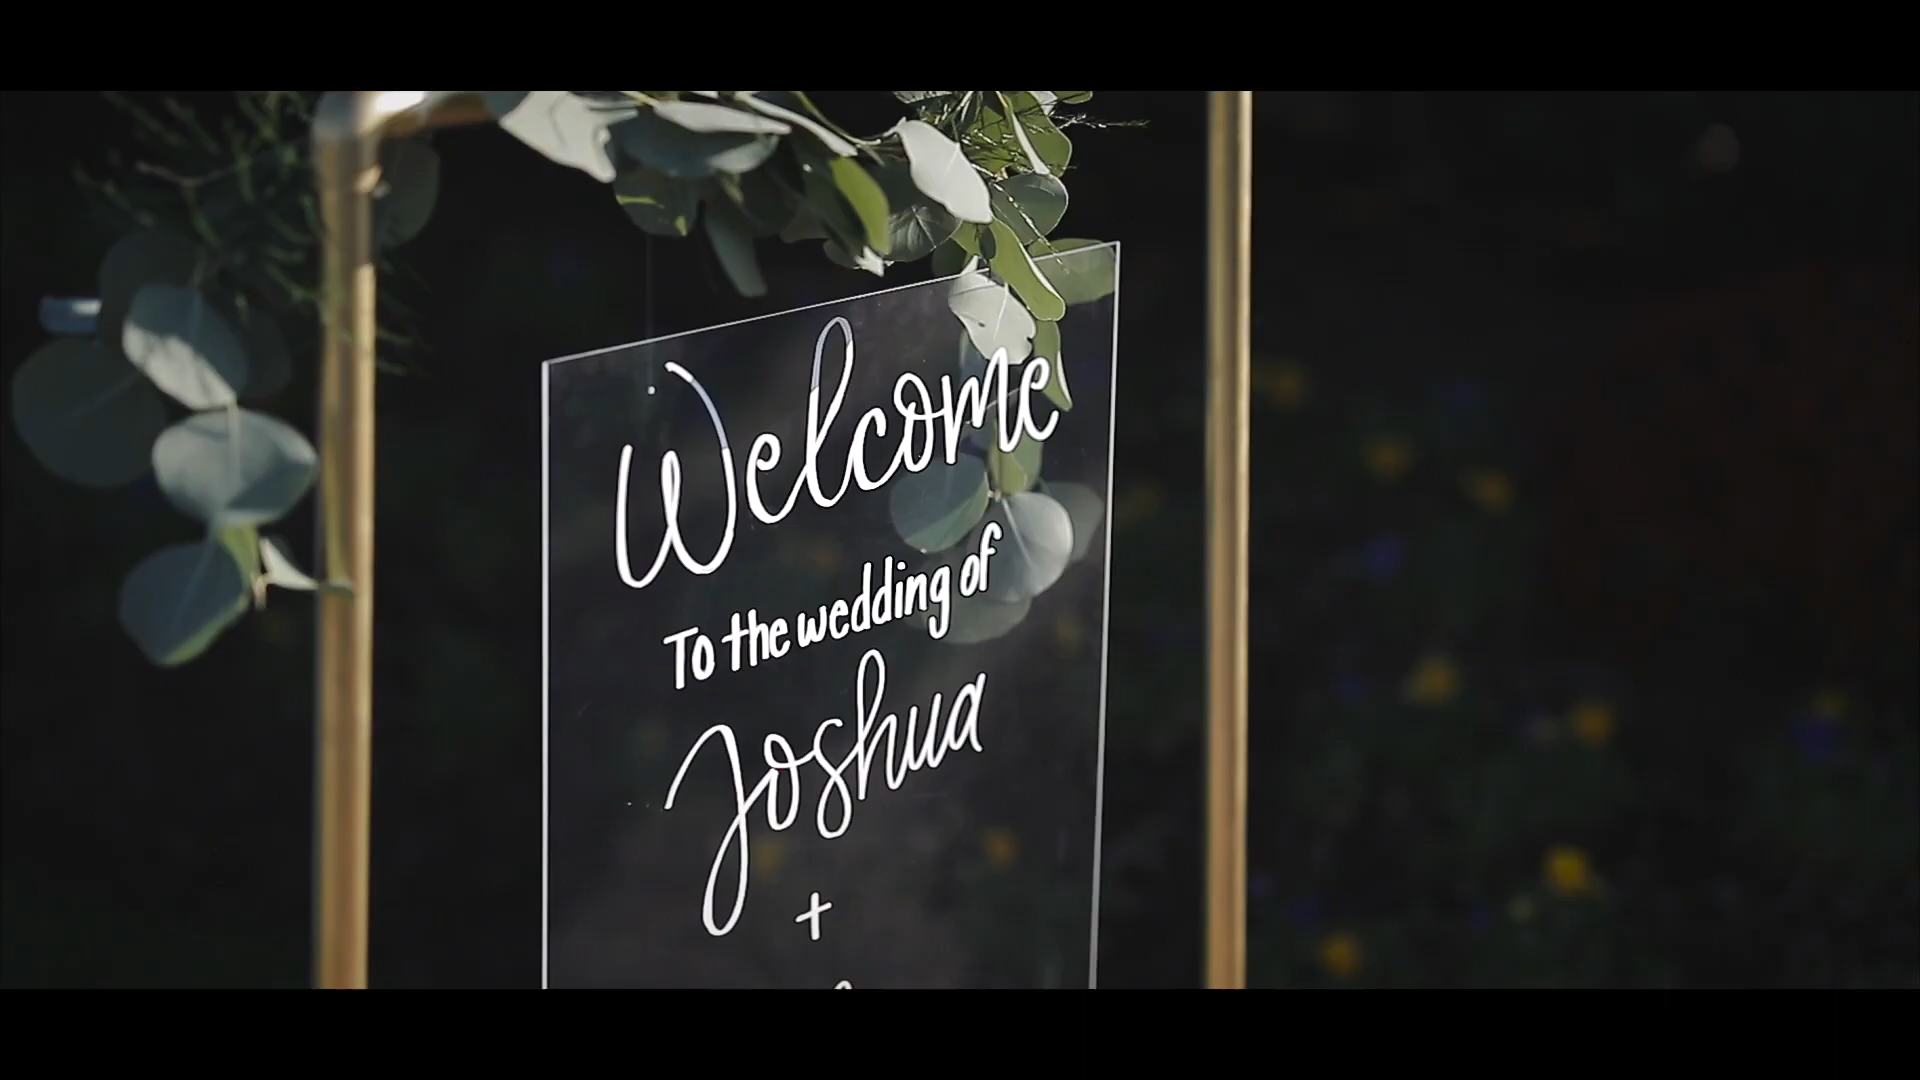 Welcome
To the wedding of
Joshua
+